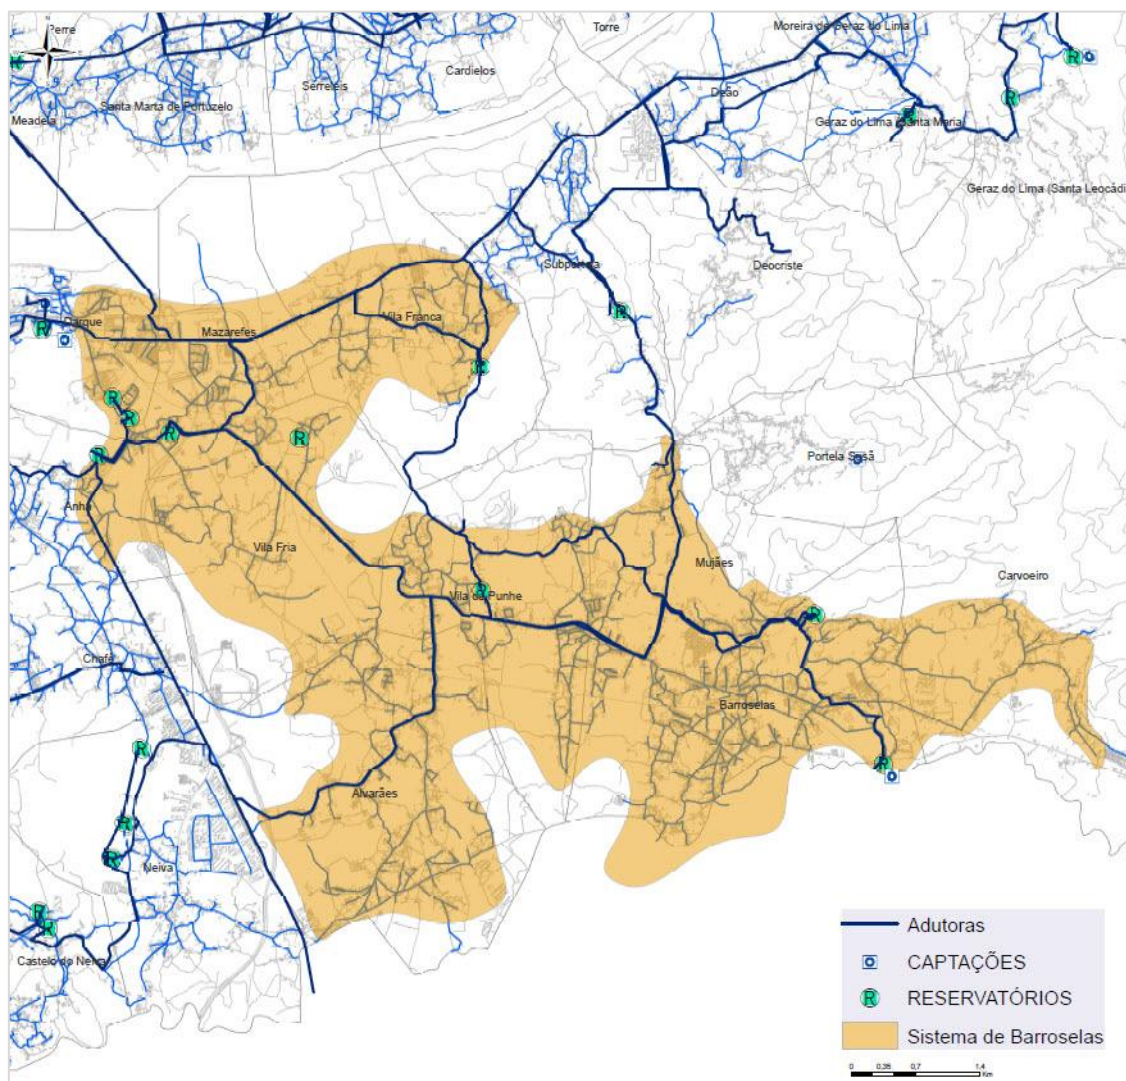 Perre
Torre
Moreira de Geraz do Lima
Cardielos
Serreleis
Santa Marta de Portuzelo
Meadela
Deão
Geraz do Lima (Santa Maria)
Geraz do Lima (Santa Leocádi
Subportela
Deocriste
Darque
Mazarefes
Vila Franca
Portela Susã
Anha
Vila Fria
Mujães
Carvoeiro
Vila de Punhe
Chafé
Barroselas
Alvarães
Neiva
Castelo do Neiva
Adutoras
CAPTAÇÕES
RESERVATÓRIOS
Sistema de Barroselas
0 0,35 0,7 1,4
Km